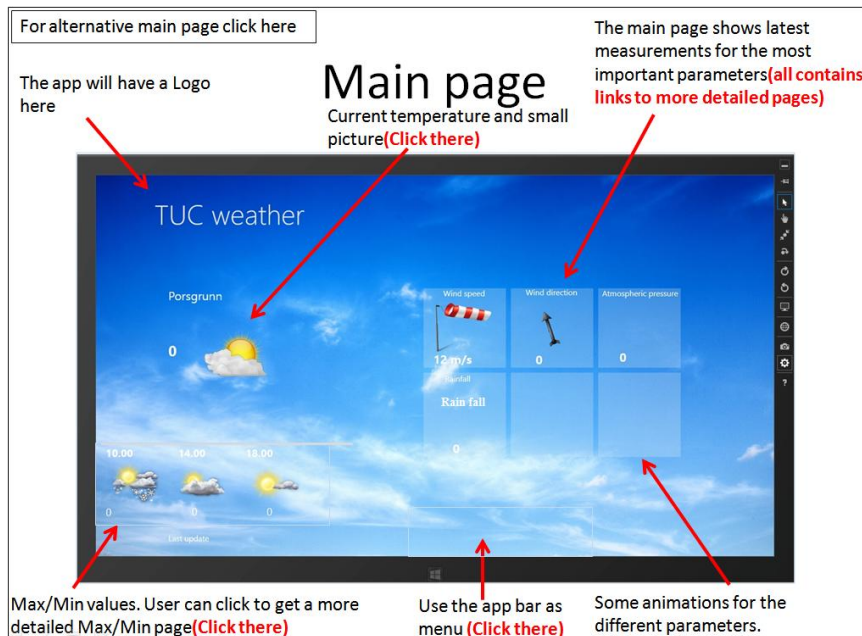 For alternative main page click here
The main page shows latest
measurements for the most
important parameters(all contains
links to more detailed pages)
The app will have a Logo
here
Main page
Current temperature and small
picture(Click there)
TUC weather
Porsgrunn
0
Wind speed
12 m/s
Wind direction
0
Atmospheric pressure
0
Rainfall
Rain fall
0
10.00 14.00 18.00
0 0 0
Last update
Max/Min values. User can click to get a more
detailed Max/Min page(Click there)
Use the app bar as
menu (Click there)
Some animations for the
different parameters.